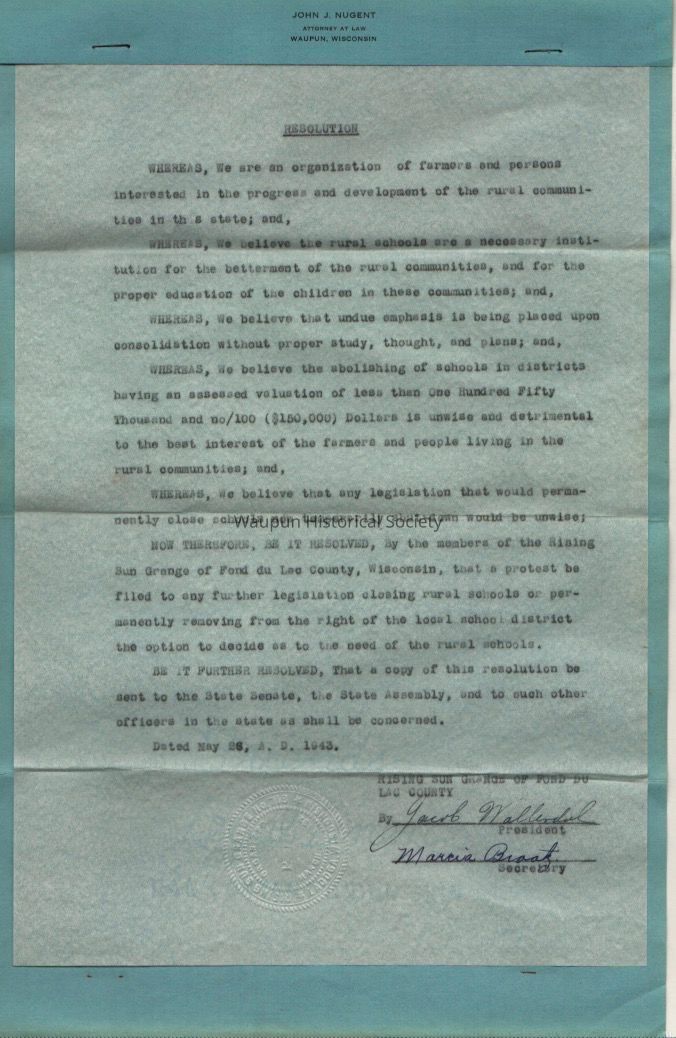 JOHN J. NUGENT
ATTORNEY AT LAW
WAUPUN, WISCONSIN
RESOLUTION
WHEREAS, We are an organization of farmers and persons
interested in the progress and development of the rural communi-
ties in th s state; and,
WHEREAS, We believe the rural schools are a necessary insti-
tution for the betterment of the rural communities, and for the
proper education of the children in these communities; and,
WHEREAS, We believe that undue emphasis is being placed upon
consolidation without proper study, thought, and plans; and,
WHEREAS, We believe the abolishing of schools in districts
having an assessed valuation of less than One Hundred Fifty
Thousand and no/100 ($150,000) Dollars is unwise and detrimental
to the best interest of the farmers and people living in the
rural communities; and,
WHEREAS, We believe that any legislation that would perma-
nently close schools now temporarily shut down would be unwise;
Waupun Historical Society
NOW THEREFORE, BE IT RESOLVED, By the members of the Rising
Sun Grange of Fond du Lac County, Wisconsin, that a protest be
filed to any further legislation closing rural schools or per-
manently removing from the right of the local school district
the option to decide as to the need of the rural schools.
BE IT FURTHER RESOLVED, That a copy of this resolution be
sent to the State Senate, the State Assembly, and to such other
officers in the state as shall be concerned.
Dated May 26, A. D. 1943.
RISING SUN GRANGE OF FOND DU
LAC COUNTY
By Jacob
President
Marcia
Secretary